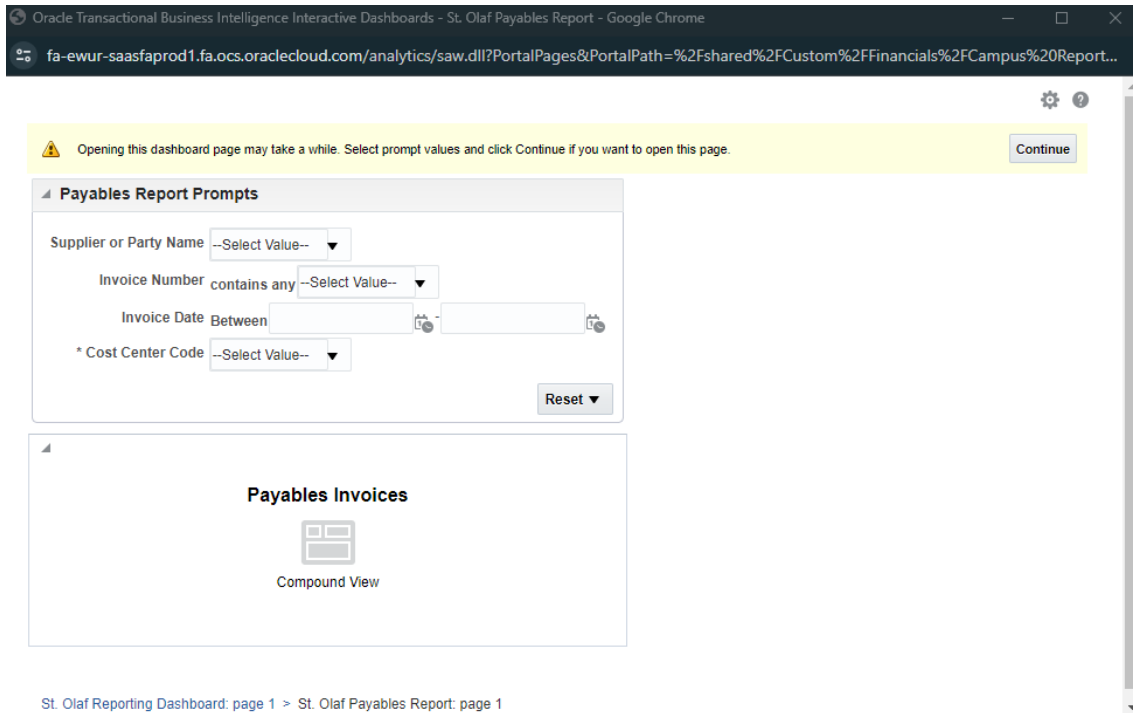 Oracle Transactional Business Intelligence Interactive Dashboards - St. Olaf Payables Report - Google Chrome
fa-ewur-saasfaprod1.fa.ocs.oraclecloud.com/analytics/saw.dll?PortalPages&PortalPath=%2Fshared%2FCustom%2FFinancials%2FCampus%20Report...
Opening this dashboard page may take a while. Select prompt values and click Continue if you want to open this page. Continue
Payables Report Prompts
Supplier or Party Name --Select Value--
Invoice Number contains any --Select Value--
Invoice Date Between -
* Cost Center Code --Select Value--
Reset
Payables Invoices
Compound View
St. Olaf Reporting Dashboard: page 1 > St. Olaf Payables Report: page 1